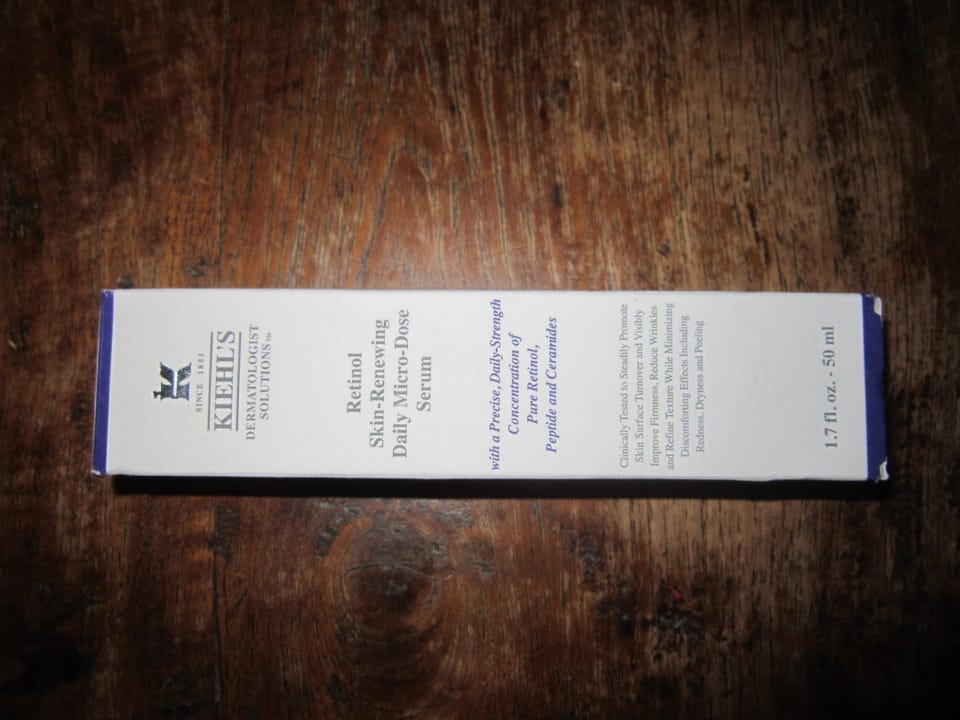 K
SINCE 1851
KIEHL'S
DERMATOLOGIST
SOLUTIONS™
Retinol
Skin-Renewing
Daily Micro-Dose
Serum
with a Precise, Daily-Strength
Concentration of
Pure Retinol,
Peptide and Ceramides
Clinically Tested to Steadily Promote
Skin Surface Turnover and Visibly
Improve Firmness, Reduce Wrinkles
and Refine Texture While Minimizing
Discomforting Effects Including
Redness, Dryness and Peeling
1.7 fl. oz. - 50 ml